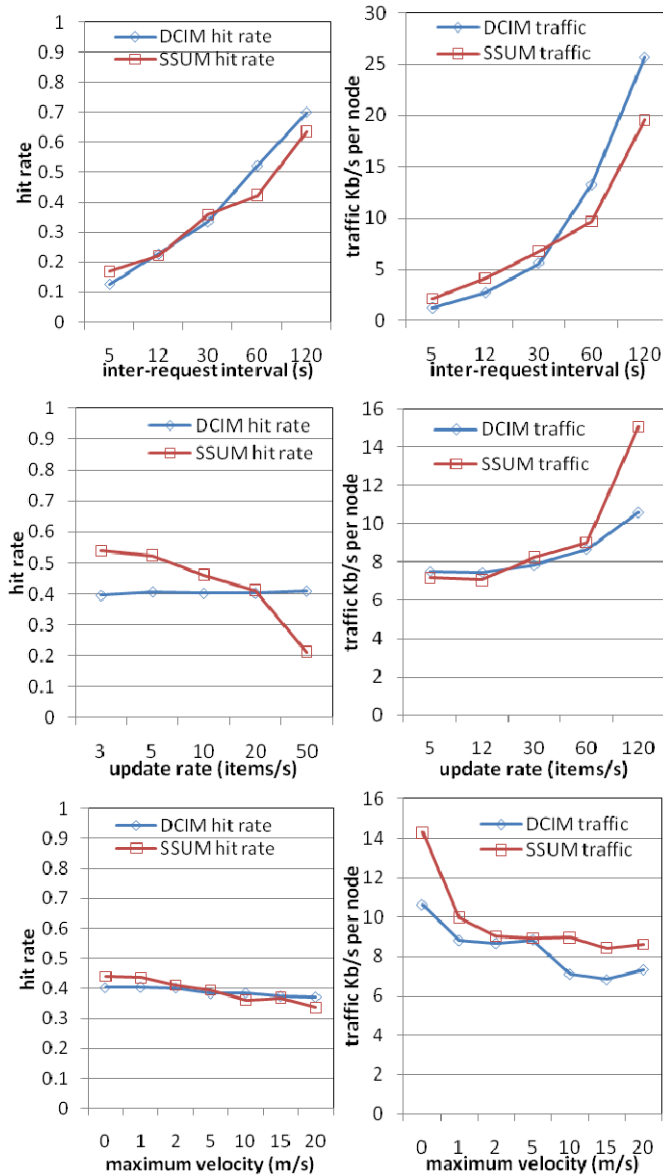 1
0.9
0.8
0.7
0.6
0.5
0.4
0.3
0.2
0.1
0
hit rate
DCIM hit rate
SSUM hit rate
5 12 30 60 120
inter-request interval (s)
30
25
20
15
10
5
0
traffic Kb/s per node
DCIM traffic
SSUM traffic
5 12 30 60 120
inter-request interval (s)
1
0.9
0.8
0.7
0.6
0.5
0.4
0.3
0.2
0.1
0
hit rate
DCIM hit rate
SSUM hit rate
3 5 10 20 50
update rate (items/s)
16
14
12
10
8
6
4
2
0
traffic Kb/s per node
DCIM traffic
SSUM traffic
5 12 30 60 120
update rate (items/s)
1
0.9
0.8
0.7
0.6
0.5
0.4
0.3
0.2
0.1
0
hit rate
DCIM hit rate
SSUM hit rate
0 1 2 5 10 15 20
maximum velocity (m/s)
16
14
12
10
8
6
4
2
0
traffic Kb/s per node
DCIM traffic
SSUM traffic
0 1 2 5 10 15 20
maximum velocity (m/s)